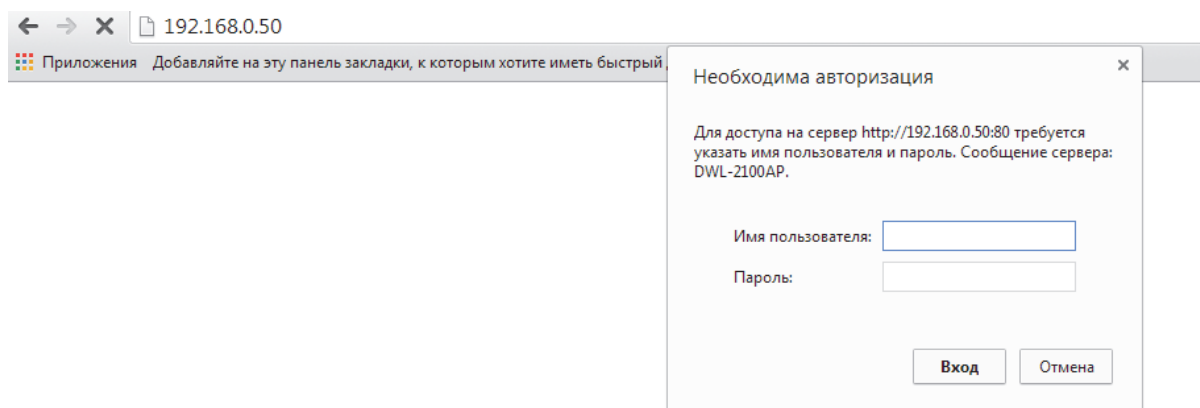 192.168.0.50
Приложения Добавляйте на эту панель закладки, к которым хотите иметь быстрый
Необходима авторизация
Для доступа на сервер http://192.168.0.50:80 требуется
указать имя пользователя и пароль. Сообщение сервера:
DWL-2100AP.
Имя пользователя:
Пароль:
Вход Отмена